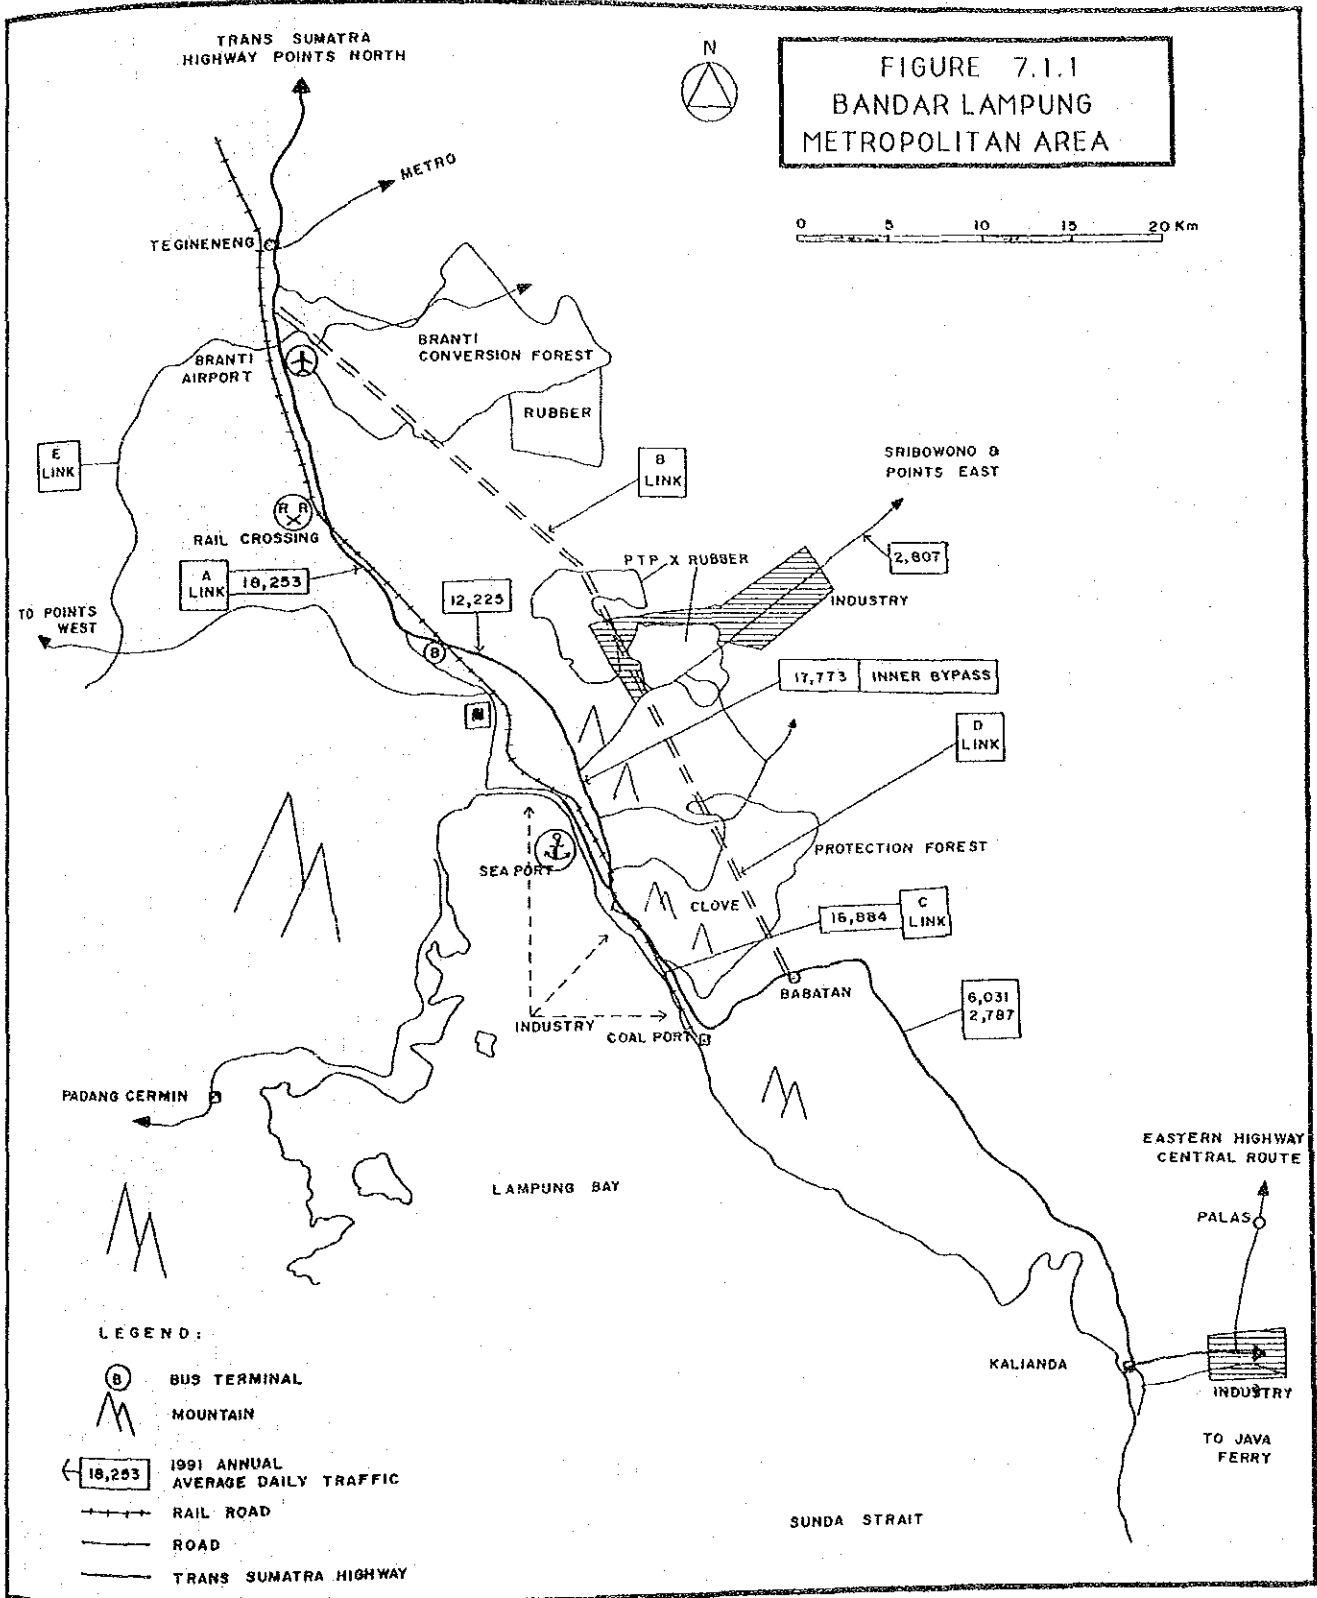 TRANS SUMATRA
HIGHWAY POINTS NORTH
N
FIGURE 7.1.1
BANDAR LAMPUNG
METROPOLITAN AREA
METRO
0 5 10 15 20 Km
TEGINENENG
BRANTI
CONVERSION FOREST
BRANTI
AIRPORT
RUBBER
E
LINK
B
LINK
SRIBOWONO &
POINTS EAST
R R
RAIL CROSSING
2,807
PTP X RUBBER
A
LINK
18,253
12,225
INDUSTRY
TO POINTS
WEST
B
17,773 INNER BYPASS
D
LINK
PROTECTION FOREST
SEA PORT
CLOVE
16,884
C
LINK
BABATAN
6,031
2,787
INDUSTRY
COAL PORT
PADANG CERMIN
EASTERN HIGHWAY
CENTRAL ROUTE
LAMPUNG BAY
PALAS
LEGEND:
KALIANDA
B BUS TERMINAL
INDUSTRY
MOUNTAIN
TO JAVA
FERRY
18,253 1991 ANNUAL
AVERAGE DAILY TRAFFIC
RAIL ROAD
SUNDA STRAIT
ROAD
TRANS SUMATRA HIGHWAY